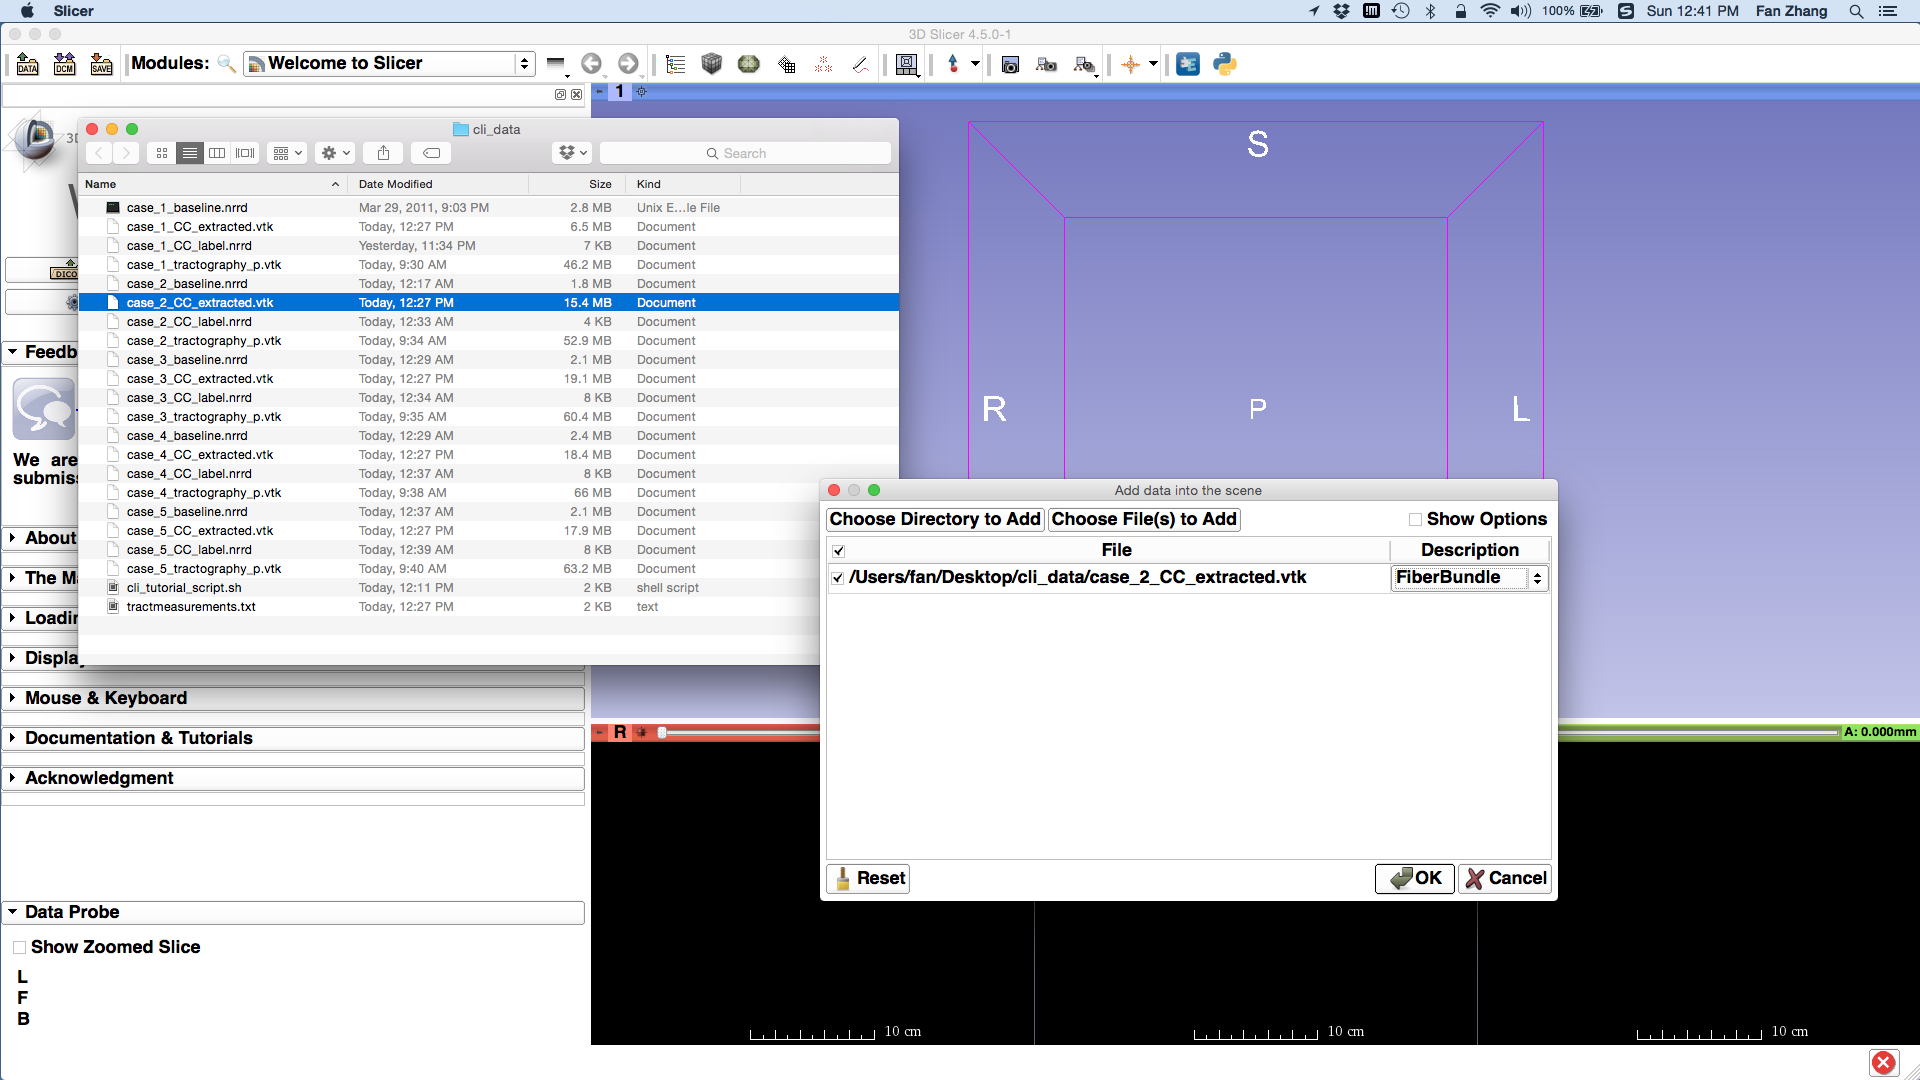 Slicer
100%
Sun 12:41 PM
Fan Zhang
3D Slicer 4.5.0-1
DATA
DCM
SAVE
Modules:
Welcome to Slicer
1
3D
cli_data
Search
Name Date Modified Size Kind
case_1_baseline.nrrd Mar 29, 2011, 9:03 PM 2.8 MB Unix E...le File
case_1_CC_extracted.vtk Today, 12:27 PM 6.5 MB Document
case_1_CC_label.nrrd Yesterday, 11:34 PM 7 KB Document
case_1_tractography_p.vtk Today, 9:30 AM 46.2 MB Document
case_2_baseline.nrrd Today, 12:17 AM 1.8 MB Document
case_2_CC_extracted.vtk Today, 12:27 PM 15.4 MB Document
case_2_CC_label.nrrd Today, 12:33 AM 4 KB Document
case_2_tractography_p.vtk Today, 9:34 AM 52.9 MB Document
case_3_baseline.nrrd Today, 12:29 AM 2.1 MB Document
case_3_CC_extracted.vtk Today, 12:27 PM 19.1 MB Document
case_3_CC_label.nrrd Today, 12:34 AM 8 KB Document
case_3_tractography_p.vtk Today, 9:35 AM 60.4 MB Document
case_4_baseline.nrrd Today, 12:29 AM 2.4 MB Document
case_4_CC_extracted.vtk Today, 12:27 PM 18.4 MB Document
case_4_CC_label.nrrd Today, 12:37 AM 8 KB Document
case_4_tractography_p.vtk Today, 9:38 AM 66 MB Document
case_5_baseline.nrrd Today, 12:37 AM 2.1 MB Document
case_5_CC_extracted.vtk Today, 12:27 PM 17.9 MB Document
case_5_CC_label.nrrd Today, 12:39 AM 8 KB Document
case_5_tractography_p.vtk Today, 9:40 AM 63.2 MB Document
cli_tutorial_script.sh Today, 12:11 PM 2 KB shell script
tractmeasurements.txt Today, 12:27 PM 2 KB text
DICO
Feedb
We are
submiss
About
The Ma
Loadin
Display
Mouse & Keyboard
Documentation & Tutorials
Acknowledgment
Data Probe
Show Zoomed Slice
L
F
B
S
R
P
L
Add data into the scene
Choose Directory to Add
Choose File(s) to Add
Show Options
File Description
/Users/fan/Desktop/cli_data/case_2_CC_extracted.vtk FiberBundle
Reset
OK
Cancel
R
A: 0.000mm
10 cm
10 cm
10 cm